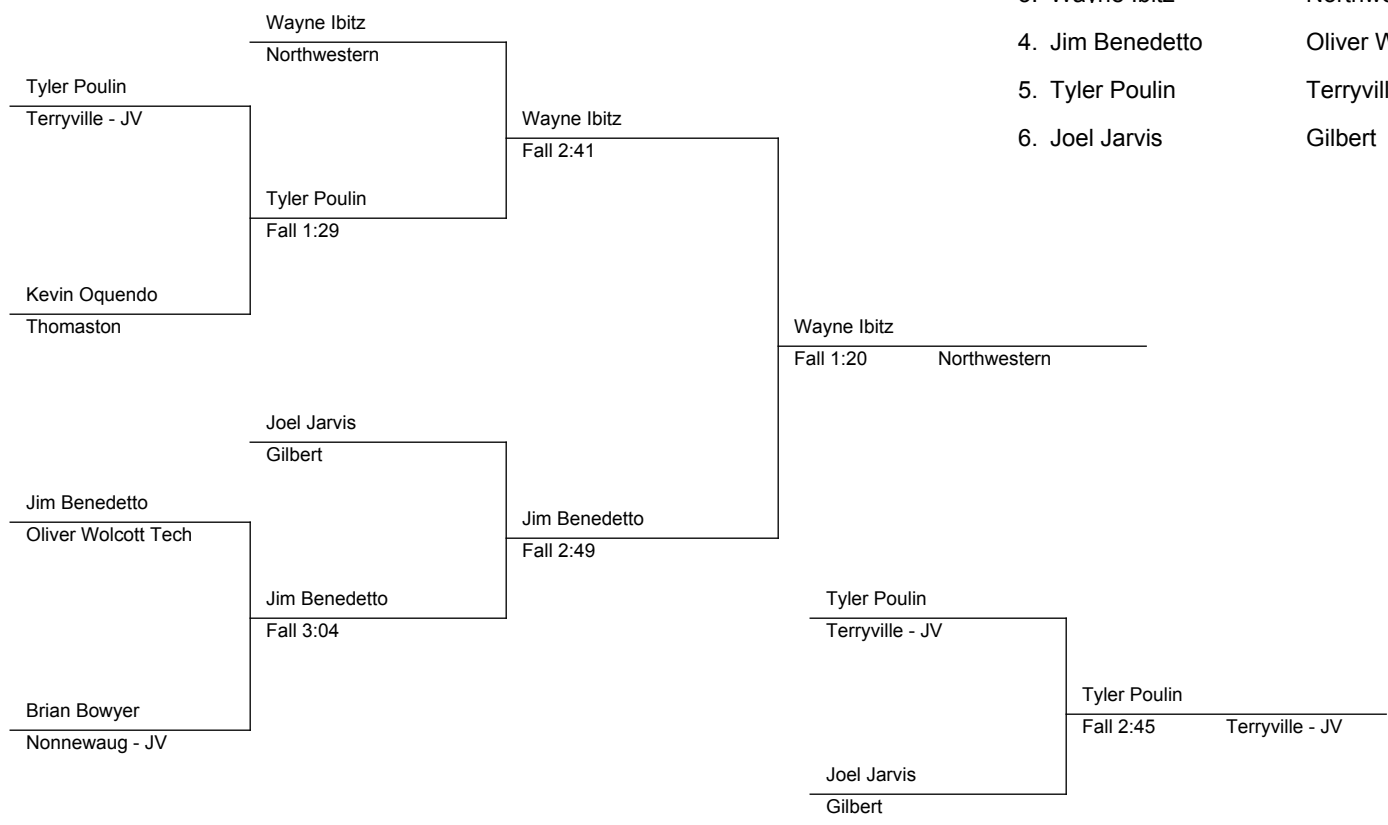 Wayne Ibitz
Northwestern
4. Jim Benedetto Oliver
Tyler Poulin
5. Tyler Poulin
Terryville - JV
Wayne Ibitz
Fall 2:41
6. Joel Jarvis Gilbert
Tyler Poulin
Fall 1:29
Kevin Oquendo
Thomaston
Wayne Ibitz
Fall 1:20 Northwestern
Joel Jarvis
Gilbert
Jim Benedetto
Oliver Wolcott Tech
Jim Benedetto
Fall 2:49
Jim Benedetto
Fall 3:04
Tyler Poulin
Terryville - JV
Brian Bowyer
Nonnewaug - JV
Tyler Poulin
Fall 2:45 Terryville - JV
Joel Jarvis
Gilbert